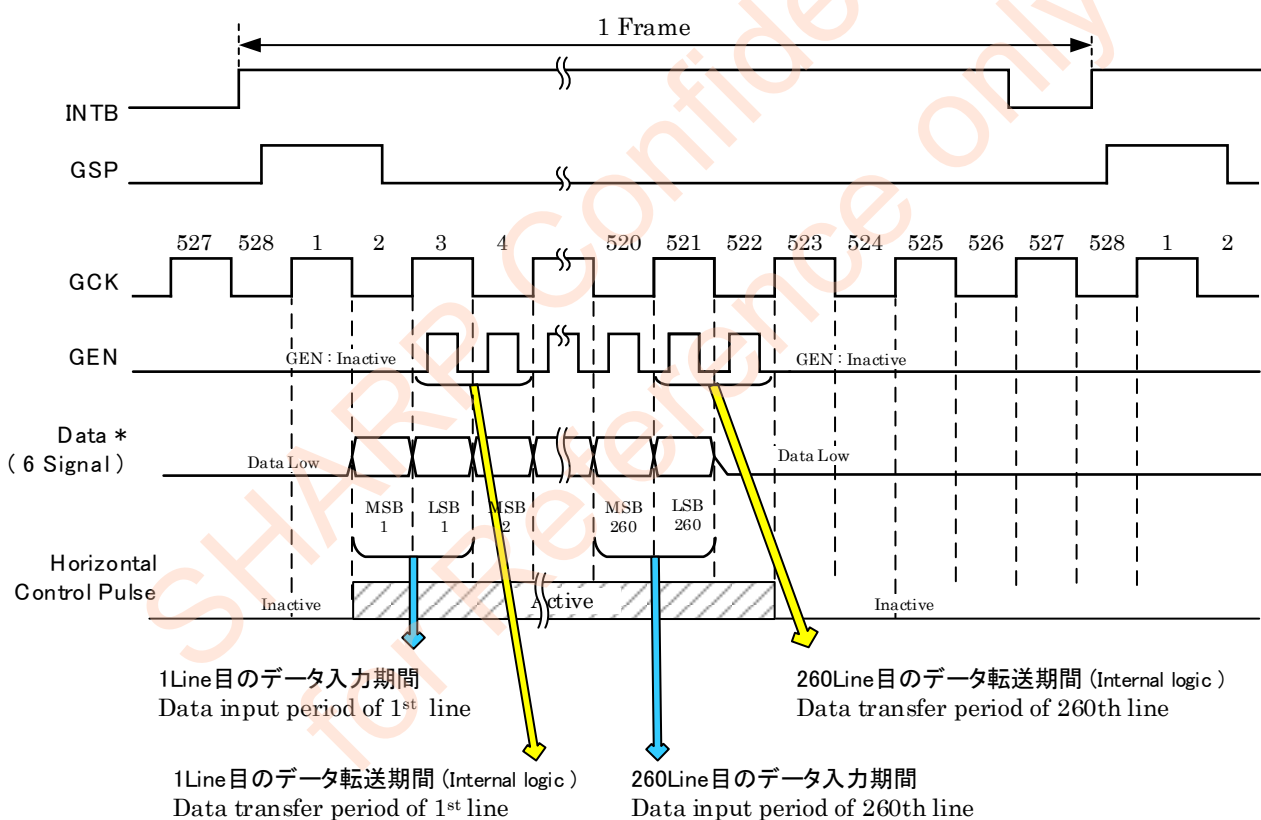 1 Frame
INTB
GSP
527 528 1 2 3 4 520 521 522 523 524 525 526 527 528 1 2
GCK
GEN
GEN : Inactive
GEN : Inactive
Data *
( 6 Signal )
Data Low
Data Low
MSB 1
LSB 1
MSB 2
MSB 260
LSB 260
Horizontal
Control Pulse
Inactive
Active
Inactive
1Line目のデータ入力期間
Data input period of 1st line
260Line目のデータ転送期間 (Internal logic )
Data transfer period of 260th line
1Line目のデータ転送期間 (Internal logic )
Data transfer period of 1st line
260Line目のデータ入力期間
Data input period of 260th line
SHARP Confide
for Reference only